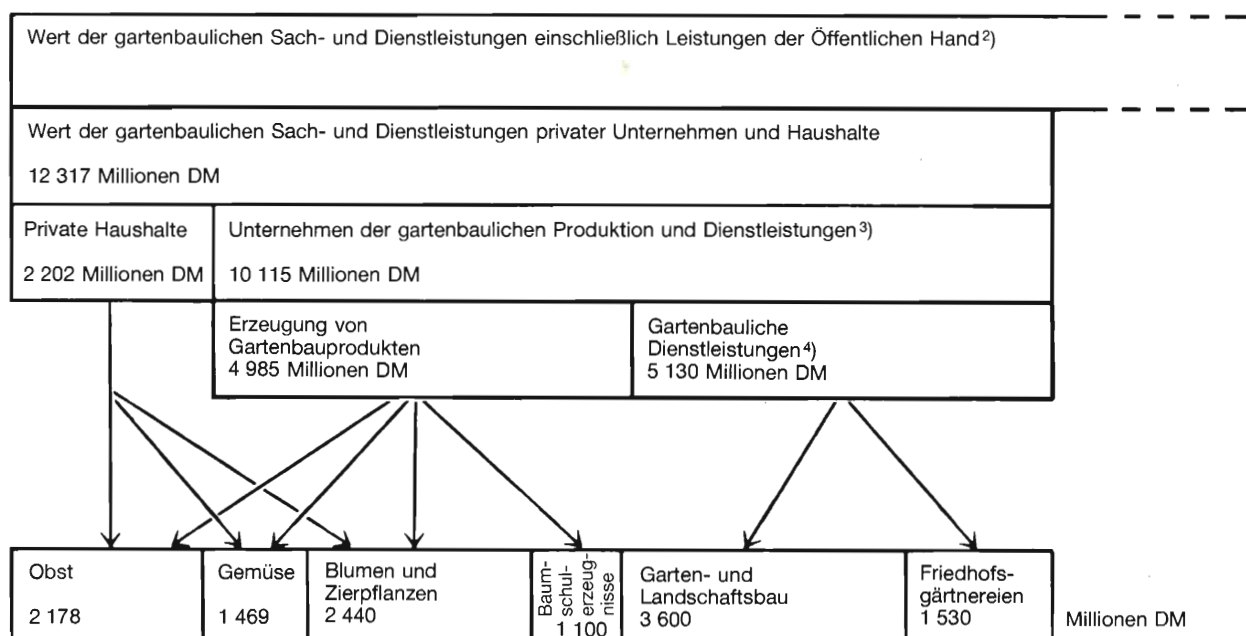 Wert der gartenbaulichen Sach- und Dienstleistungen einschließlich Leistungen der Öffentlichen Hand²)
Wert der gartenbaulichen Sach- und Dienstleistungen privater Unternehmen und Haushalte
12 317 Millionen DM
Private Haushalte
2 202 Millionen DM
Unternehmen der gartenbaulichen Produktion und Dienstleistungen³)
10 115 Millionen DM
Erzeugung von
Gartenbauprodukten
4 985 Millionen DM
Gartenbauliche
Dienstleistungen⁴)
5 130 Millionen DM
Obst
2 178
Gemüse
1 469
Blumen und
Zierpflanzen
2 440
Baum-
schul-
erzeug-
nisse
1 100
Garten- und
Landschaftsbau
3 600
Friedhofs-
gärtnereien
1 530
Millionen DM